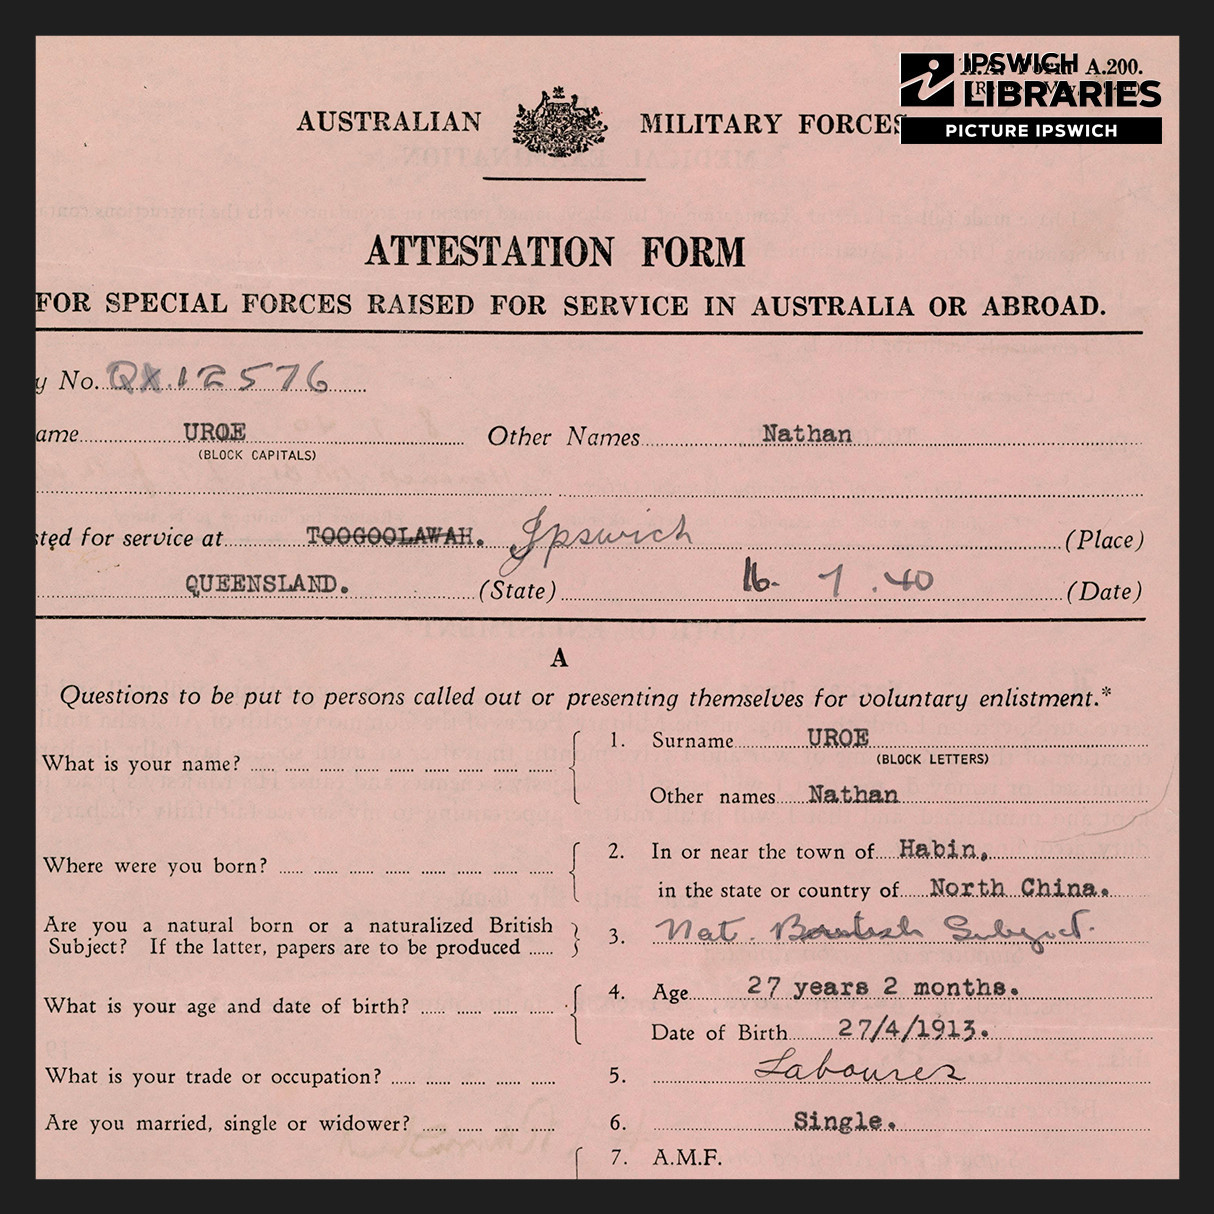 IPSWICH
LIBRARIES
PICTURE IPSWICH
A.200.
AUSTRALIAN MILITARY FORCES
ATTESTATION FORM
FOR SPECIAL FORCES RAISED FOR SERVICE IN AUSTRALIA OR ABROAD.
y No. QX.12576
ame UROE Other Names Nathan
(BLOCK CAPITALS)
sted for service at TOOGOOLAWAH. Ipswich (Place)
QUEENSLAND. (State) 16. 7.40 (Date)
A
Questions to be put to persons called out or presenting themselves for voluntary enlistment.*
What is your name? 1. Surname UROE
(BLOCK LETTERS)
Other names Nathan
Where were you born? 2. In or near the town of Habin,
in the state or country of North China.
Are you a natural born or a naturalized British
Subject? If the latter, papers are to be produced 3. Nat. British Subject.
What is your age and date of birth? 4. Age 27 years 2 months.
Date of Birth 27/4/1913.
What is your trade or occupation? 5. Labourer
Are you married, single or widower? 6. Single.
7. A.M.F.